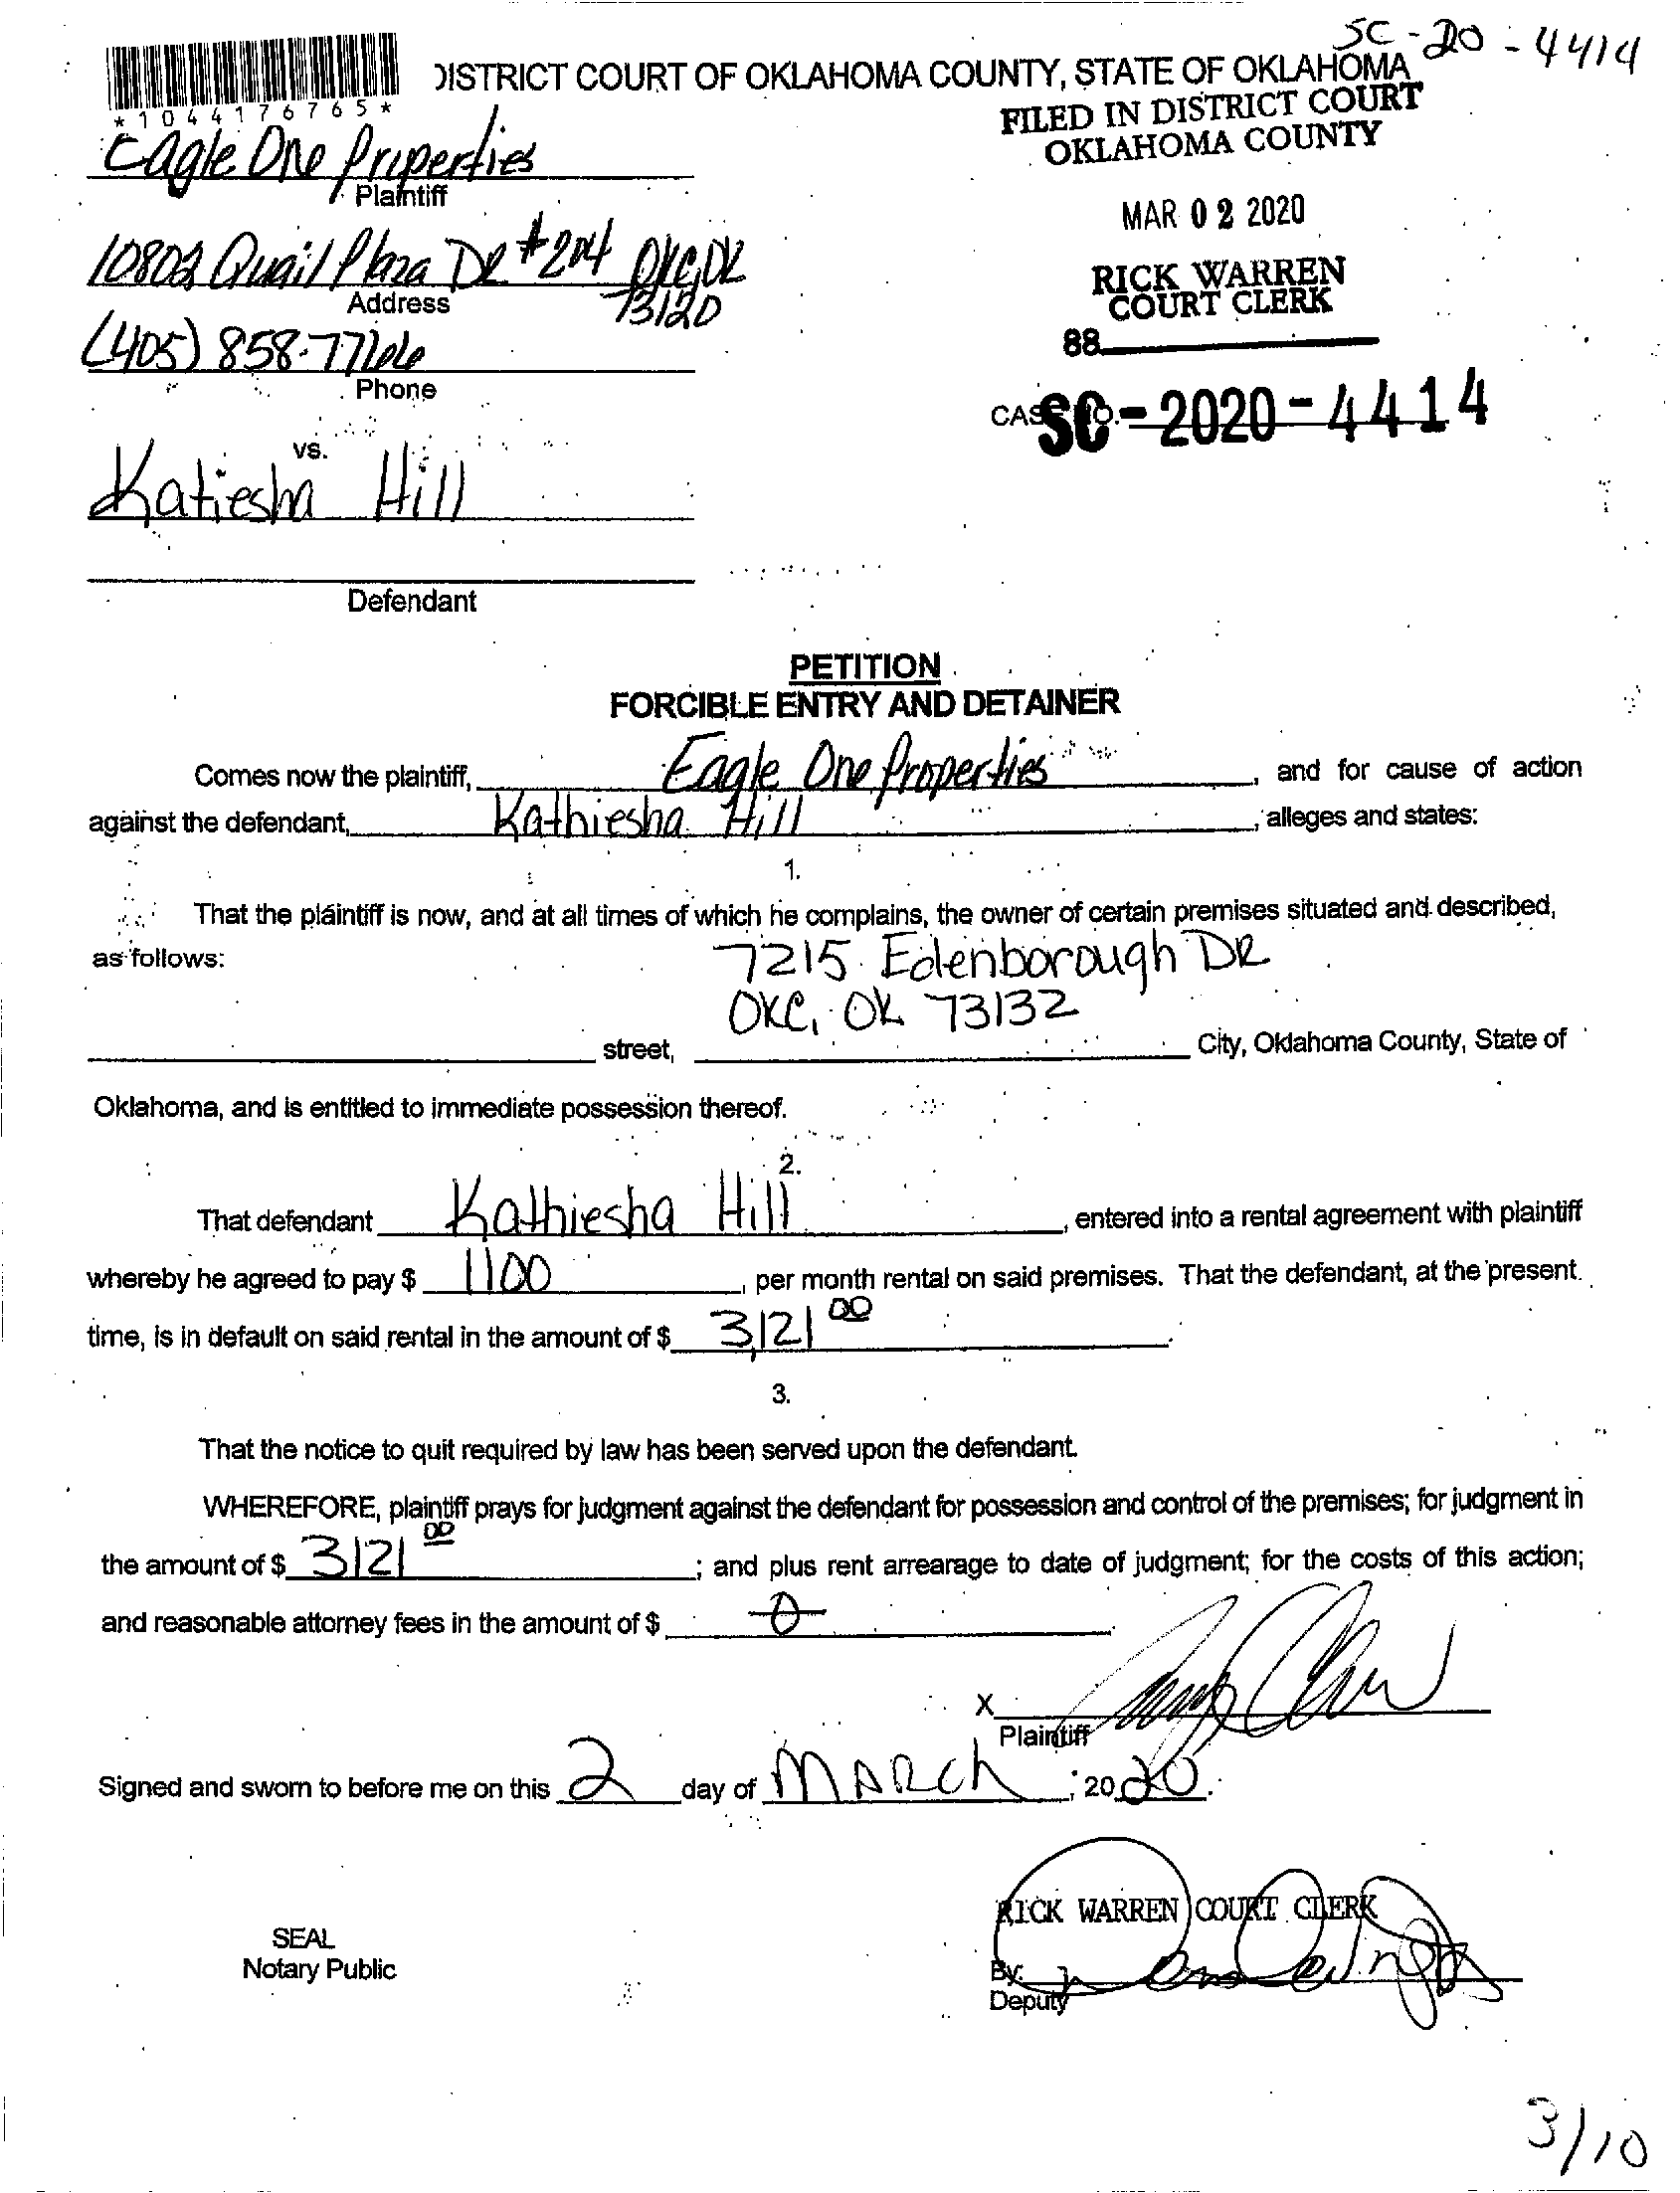 SC-20-4414
DISTRICT COURT OF OKLAHOMA COUNTY, STATE OF OKLAHOMA
*1044176765*
FILED IN DISTRICT COURT
OKLAHOMA COUNTY
Eagle One Properties
Plaintiff
MAR 02 2020
10802 Quail Plaza DR #204 OKC, OK
73120
Address
RICK WARREN
COURT CLERK
(405) 858-7766
88
Phone
CASE NO. SC-2020-4414
vs.
Katiesha Hill
Defendant
PETITION
FORCIBLE ENTRY AND DETAINER
Comes now the plaintiff, Eagle One Properties, and for cause of action
against the defendant, Kathiesha Hill, alleges and states:
1.
That the plaintiff is now, and at all times of which he complains, the owner of certain premises situated and described,
as follows: 7215 Edenborough DR
OKC, OK 73132
street, City, Oklahoma County, State of
Oklahoma, and is entitled to immediate possession thereof.
2.
That defendant Kathiesha Hill, entered into a rental agreement with plaintiff
whereby he agreed to pay $ 1100, per month rental on said premises. That the defendant, at the present
time, is in default on said rental in the amount of $ 3,121 00.
3.
That the notice to quit required by law has been served upon the defendant.
WHEREFORE, plaintiff prays for judgment against the defendant for possession and control of the premises; for judgment in
the amount of $ 3121 00; and plus rent arrearage to date of judgment; for the costs of this action;
and reasonable attorney fees in the amount of $ 0.
X
Plaintiff
Signed and sworn to before me on this 2 day of MARCh, 2020.
RICK WARREN COURT CLERK
SEAL
Notary Public
By:
Deputy
3/10